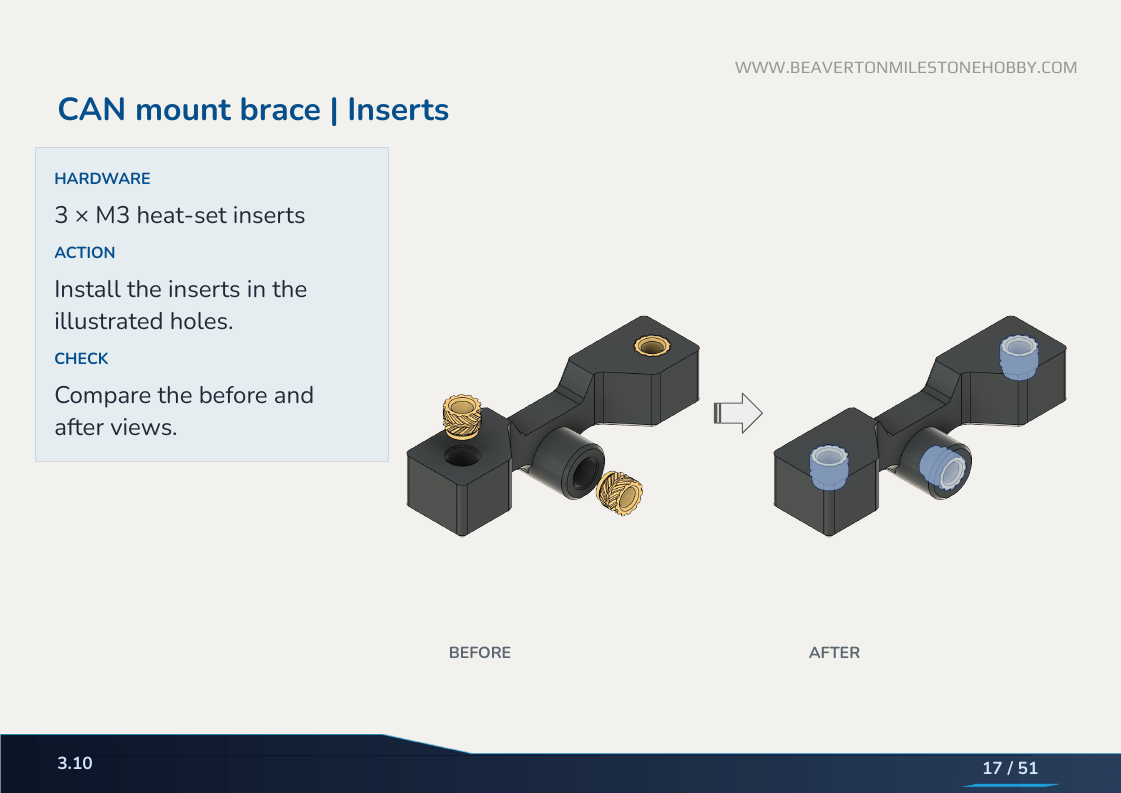 WWW.BEAVERTONMILESTONEHOBBY.COM
CAN mount brace | Inserts
HARDWARE
3 × M3 heat-set inserts
ACTION
Install the inserts in the
illustrated holes.
CHECK
Compare the before and
after views.
BEFORE
AFTER
3.10
17 / 51